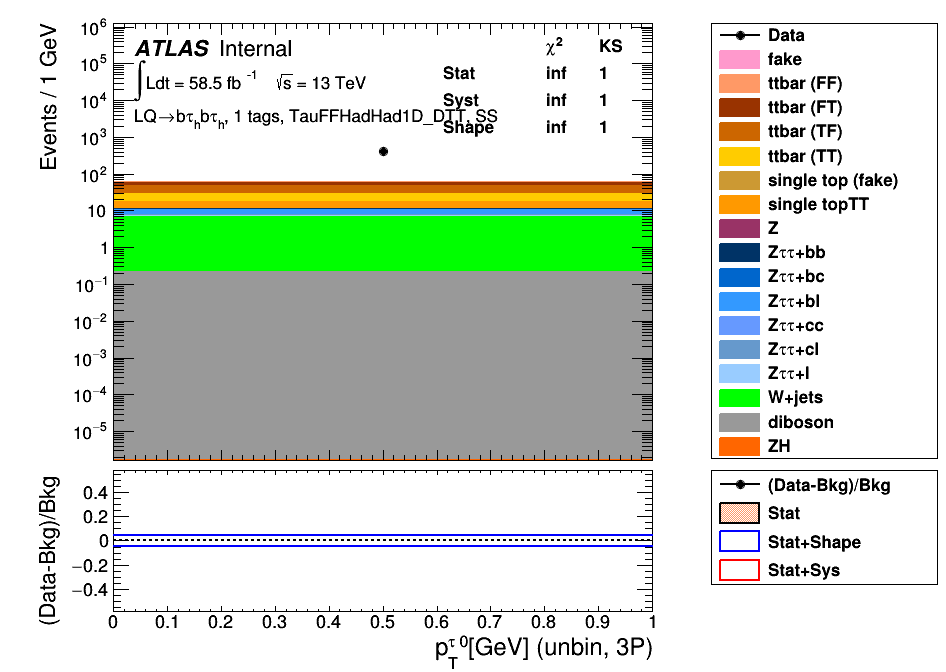 Events / 1 GeV
10⁶
10⁵
10⁴
10³
10²
10
1
10⁻¹
10⁻²
10⁻³
10⁻⁴
10⁻⁵
ATLAS Internal
∫Ldt = 58.5 fb⁻¹ √s = 13 TeV
LQ→bτₕbτₕ, 1 tags, TauFFHadHad1D_DTT, SS
χ² KS
Stat inf 1
Syst inf 1
Shape inf 1
Data
fake
ttbar (FF)
ttbar (FT)
ttbar (TF)
ttbar (TT)
single top (fake)
single topTT
Z
Zττ+bb
Zττ+bc
Zττ+bl
Zττ+cc
Zττ+cl
Zττ+l
W+jets
diboson
ZH
(Data-Bkg)/Bkg
0.4
0.2
0
−0.2
−0.4
0 0.1 0.2 0.3 0.4 0.5 0.6 0.7 0.8 0.9 1
p_T^τ 0[GeV] (unbin, 3P)
(Data-Bkg)/Bkg
Stat
Stat+Shape
Stat+Sys